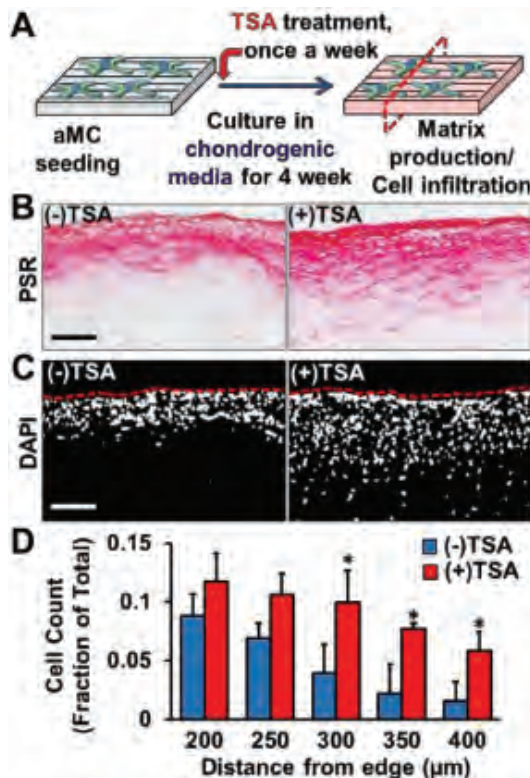 A
TSA treatment,
once a week
aMC
seeding
Culture in
chondrogenic
media for 4 week
Matrix
production/
Cell infiltration
B
(-)TSA
(+)TSA
PSR
C
(-)TSA
(+)TSA
DAPI
D
Cell Count
(Fraction of Total)
0.15
0.1
0.05
0
(-)TSA
(+)TSA
*
*
*
200 250 300 350 400
Distance from edge (µm)